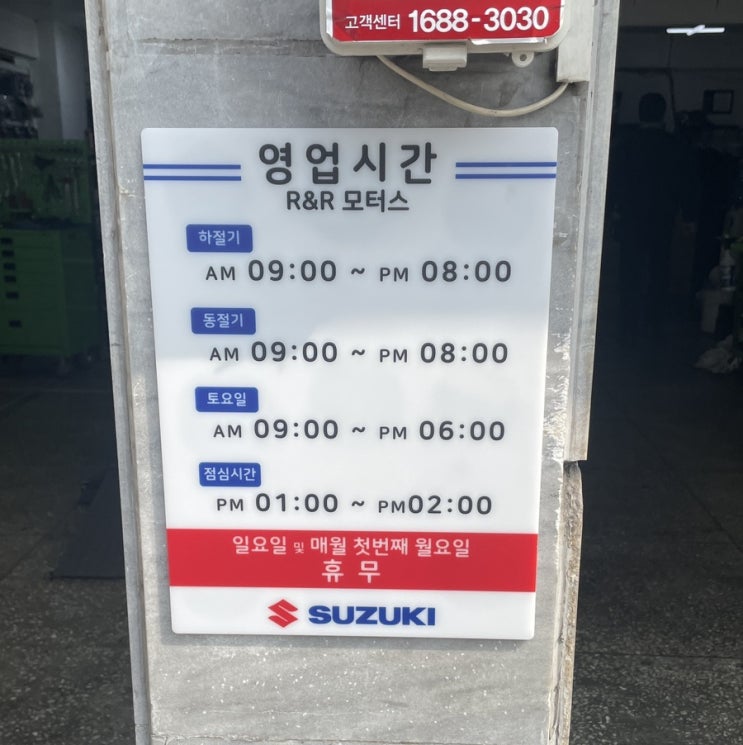 고객센터 1688-3030
영업시간
R&R 모터스
하절기
AM 09:00 ~ PM 08:00
동절기
AM 09:00 ~ PM 08:00
토요일
AM 09:00 ~ PM 06:00
점심시간
PM 01:00 ~ PM02:00
일요일 및 매월 첫번째 월요일
휴 무
SUZUKI